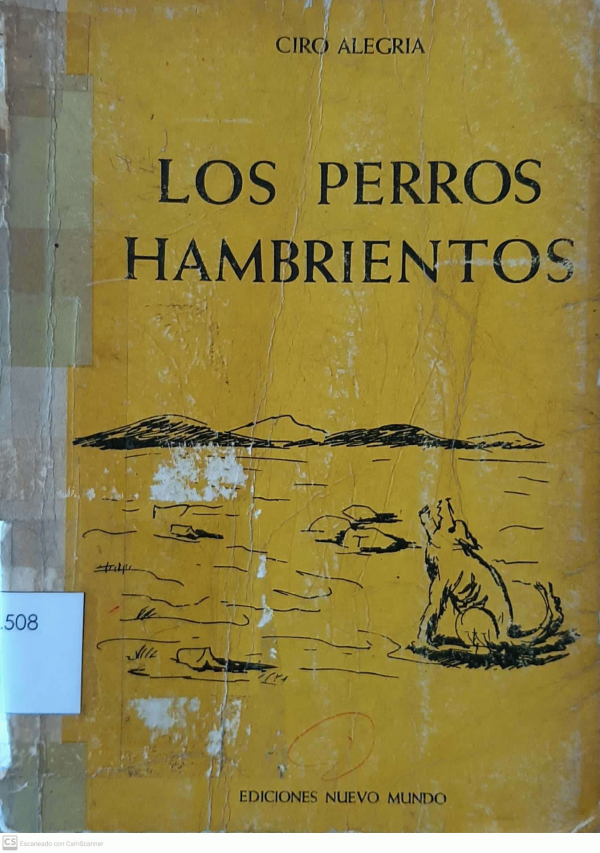 CIRO ALEGRIA
LOS PERROS
HAMBRIENTOS
.508
EDICIONES NUEVO MUNDO
CS Escaneado con CamScanner